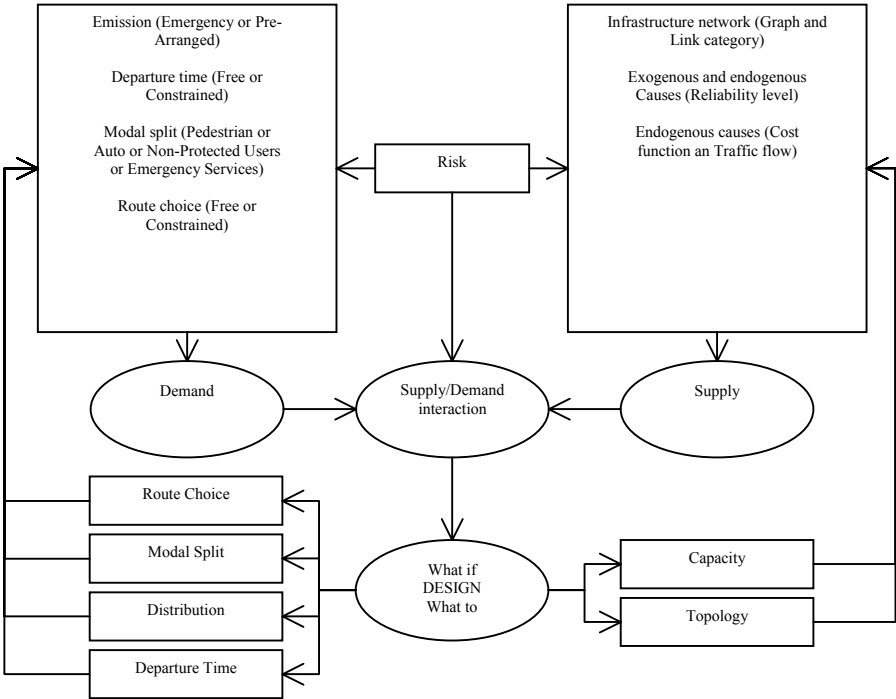 Emission (Emergency or Pre-
Arranged)
Departure time (Free or
Constrained)
Modal split (Pedestrian or
Auto or Non-Protected Users
or Emergency Services)
Route choice (Free or
Constrained)
Risk
Infrastructure network (Graph and
Link category)
Exogenous and endogenous
Causes (Reliability level)
Endogenous causes (Cost
function an Traffic flow)
Demand
Supply/Demand
interaction
Supply
Route Choice
Modal Split
Distribution
Departure Time
What if
DESIGN
What to
Capacity
Topology